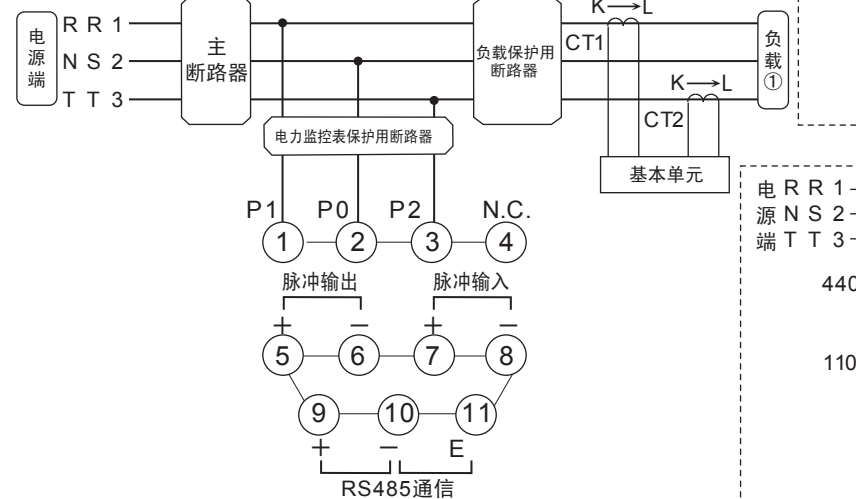 K→L
电源端
R R 1
N S 2
T T 3
主断路器
负载保护用断路器
CT1
K→L
CT2
负载①
电力监控表保护用断路器
基本单元
P1 P0 P2 N.C.
1 2 3 4
脉冲输出 脉冲输入
+ − + −
5 6 7 8
9 10 11
+ − E
RS485通信
电源端
R R 1
N S 2
T T 3
440
110